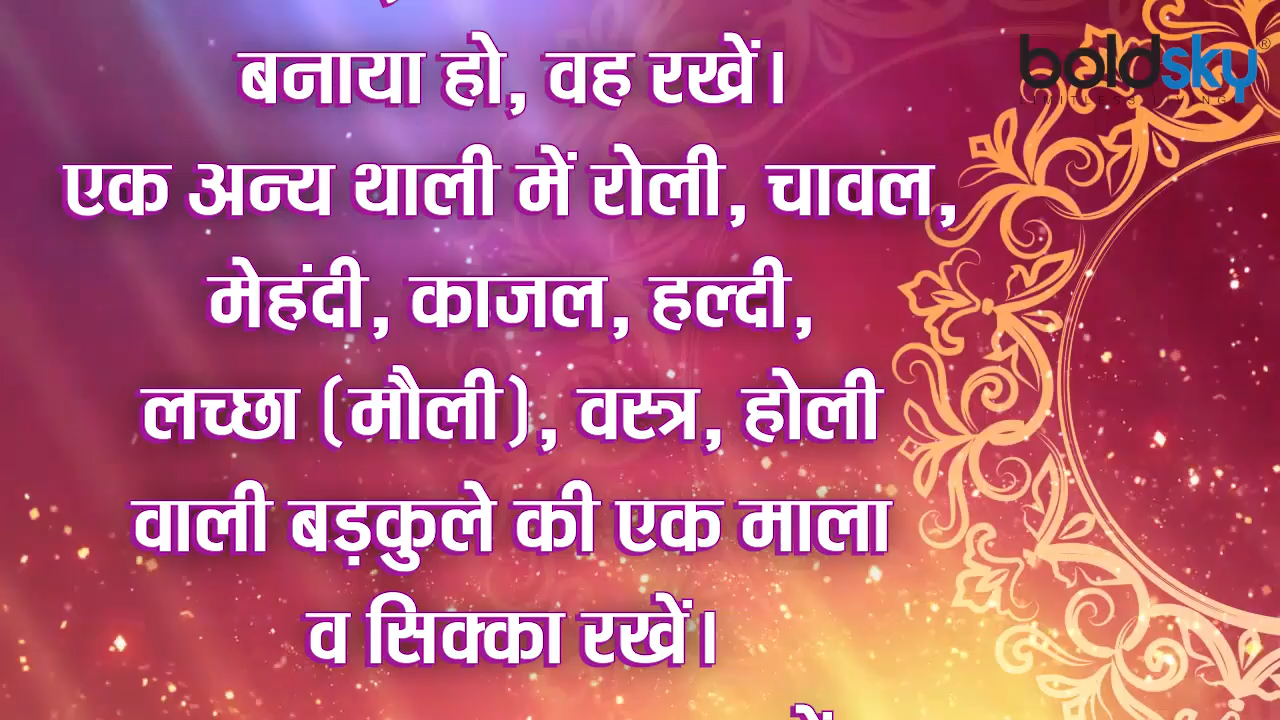 बनाया हो, वह रखें।
boldsky®
एक अन्य थाली में रोली, चावल,
मेहंदी, काजल, हल्दी,
लच्छा (मौली), वस्त्र, होली
वाली बड़कुले की एक माला
व सिक्का रखें।